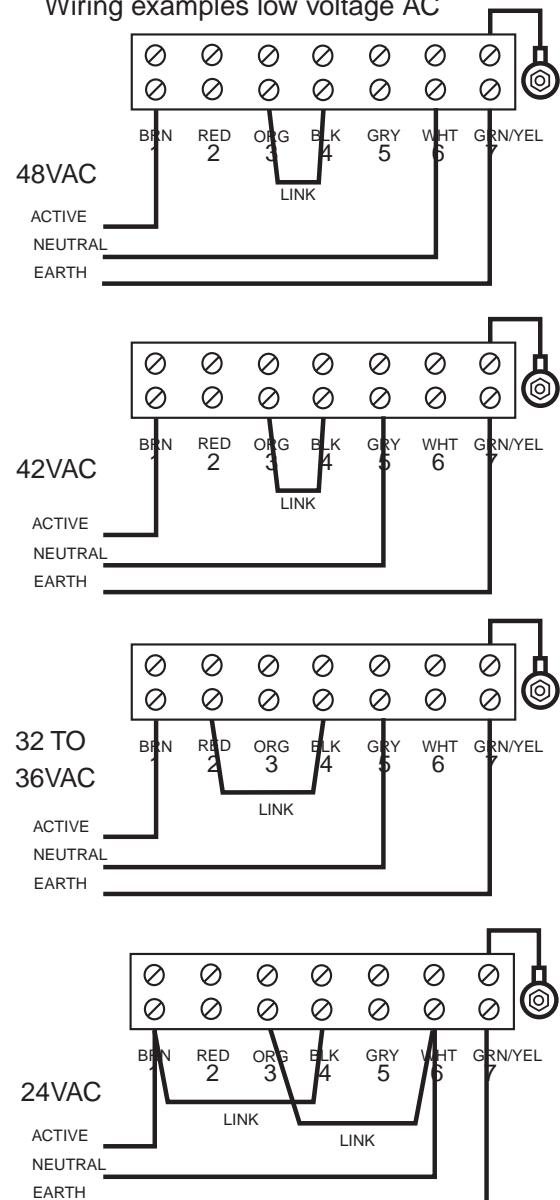 Wiring examples low voltage AC
BRN RED ORG BLK GRY WHT GRN/YEL
1 2 3 4 5 6 7
48VAC
LINK
ACTIVE
NEUTRAL
EARTH
BRN RED ORG BLK GRY WHT GRN/YEL
1 2 3 4 5 6 7
42VAC
LINK
ACTIVE
NEUTRAL
EARTH
BRN RED ORG BLK GRY WHT GRN/YEL
1 2 3 4 5 6 7
32 TO
36VAC
LINK
ACTIVE
NEUTRAL
EARTH
BRN RED ORG BLK GRY WHT GRN/YEL
1 2 3 4 5 6 7
24VAC
LINK
LINK
ACTIVE
NEUTRAL
EARTH